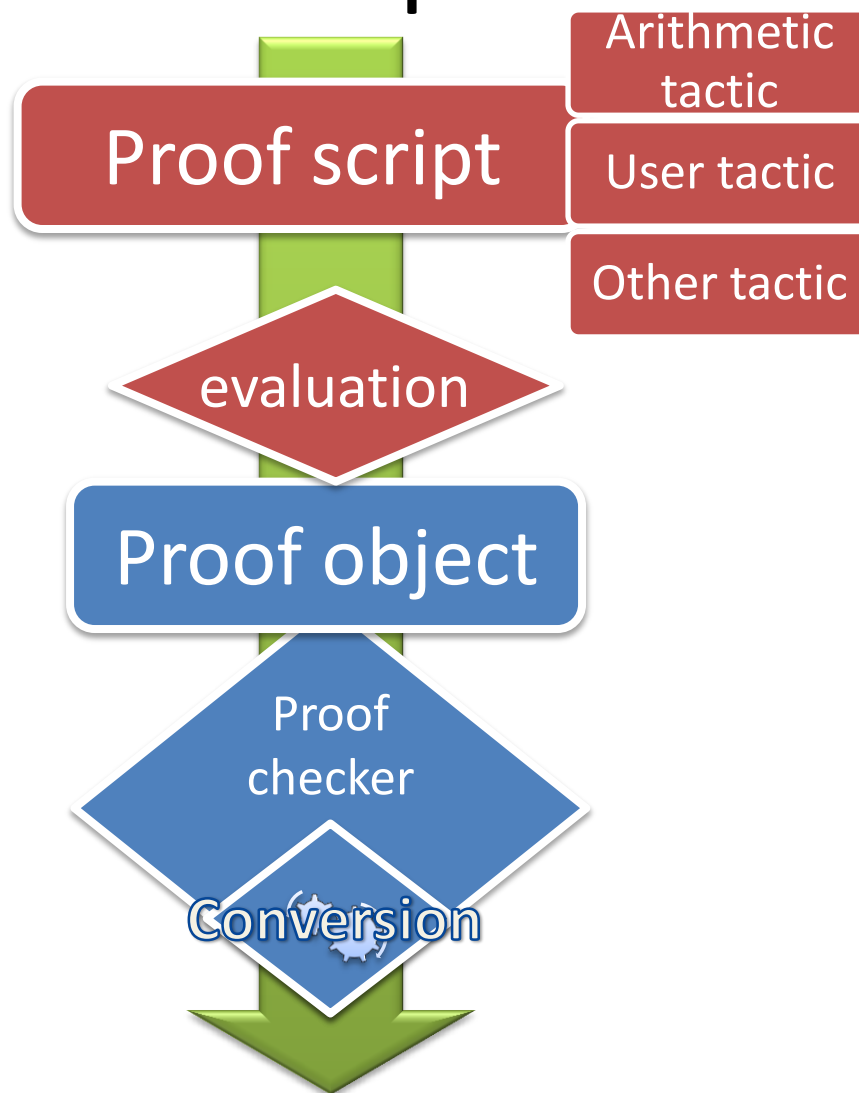 Arithmetic
tactic
Proof script
User tactic
Other tactic
evaluation
Proof object
Proof
checker
Conversion